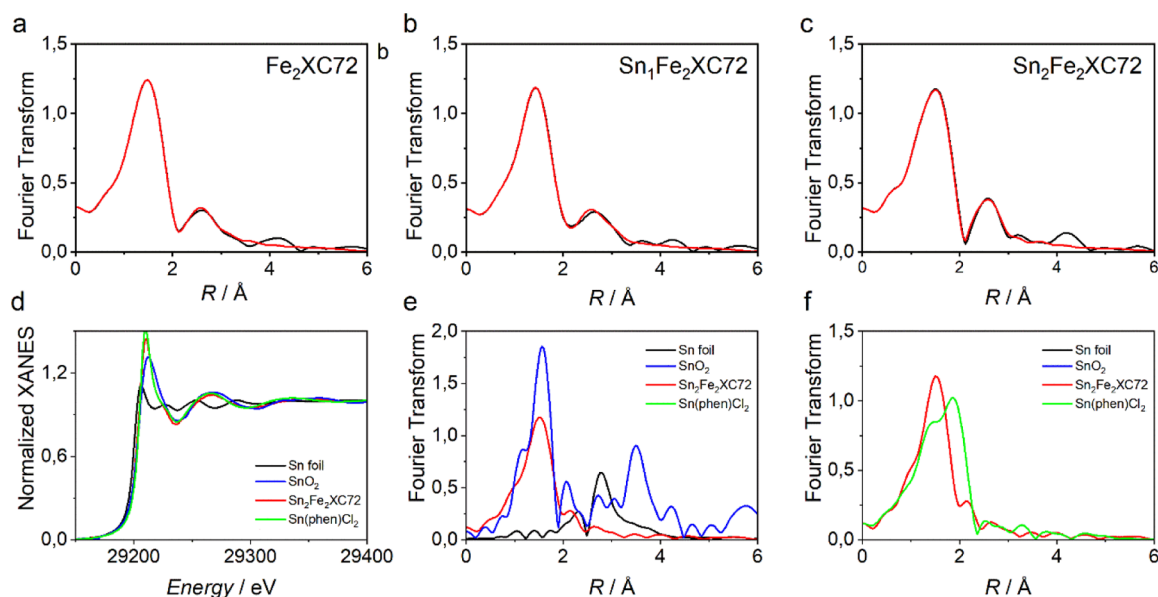 a
Fe₂XC72
Fourier Transform
1,5
1,0
0,5
0,0
0 2 4 6
R / Å
b
b
Sn₁Fe₂XC72
Fourier Transform
1,5
1,0
0,5
0,0
0 2 4 6
R / Å
c
Sn₂Fe₂XC72
Fourier Transform
1,5
1,0
0,5
0,0
0 2 4 6
R / Å
d
Normalized XANES
1,2
0,6
0,0
Sn foil
SnO₂
Sn₂Fe₂XC72
Sn(phen)Cl₂
29200 29300 29400
Energy / eV
e
Fourier Transform
2,0
1,5
1,0
0,5
0,0
Sn foil
SnO₂
Sn₂Fe₂XC72
Sn(phen)Cl₂
0 2 4 6
R / Å
f
Fourier Transform
1,5
1,0
0,5
0,0
Sn foil
SnO₂
Sn₂Fe₂XC72
Sn(phen)Cl₂
0 2 4 6
R / Å